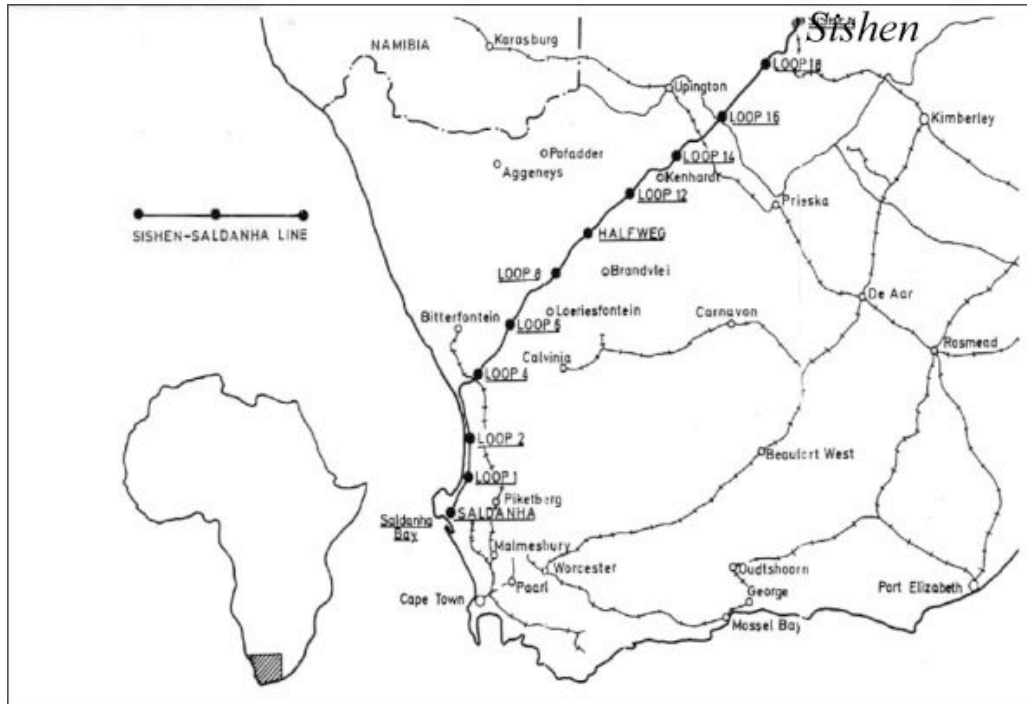 Sishen
SISHEN
NAMIBIA
Karasburg
LOOP 18
Upington
LOOP 16
Kimberley
Pofadder
LOOP 14
Aggeneys
Kenhardt
LOOP 12
Prieska
SISHEN-SALDANHA LINE
HALFWEG
LOOP 8
Brandvlei
De Aar
Loeriesfontein
Bitterfontein
LOOP 5
Carnavon
Rosmead
Calvinia
LOOP 4
LOOP 2
Beaufort West
LOOP 1
Piketberg
SALDANHA
Saldanha
Bay
Malmesbury
Worcester
Oudtshoorn
Paarl
Port Elizabeth
George
Cape Town
Mossel Bay